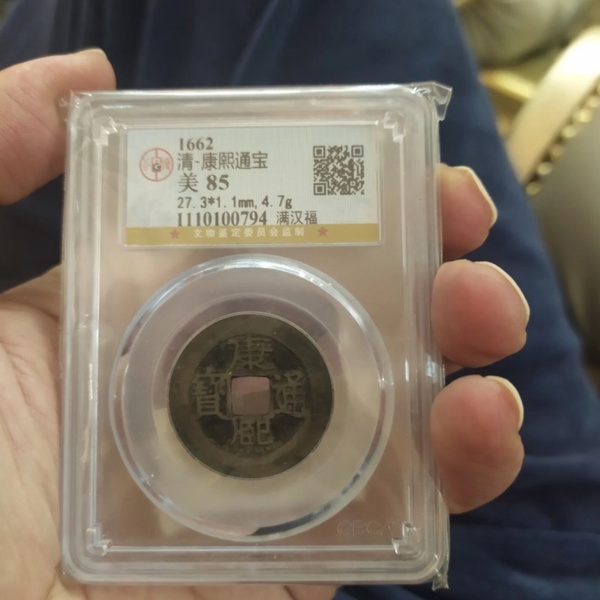 1662
清-康熙通宝
美 85
27.3*1.1mm, 4.7g
1110100794 满汉福
★ 文物鉴定委员会监制 ★
G
康
寶 通
熙